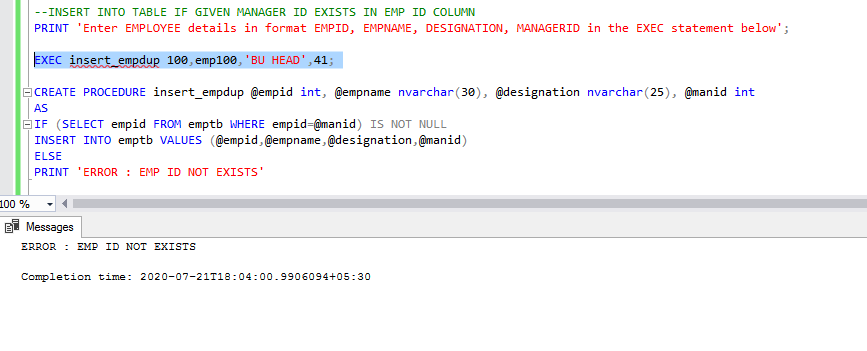 --INSERT INTO TABLE IF GIVEN MANAGER ID EXISTS IN EMP ID COLUMN
PRINT 'Enter EMPLOYEE details in format EMPID, EMPNAME, DESIGNATION, MANAGERID in the EXEC statement below';
EXEC insert_empdup 100,emp100,'BU HEAD',41;
CREATE PROCEDURE insert_empdup @empid int, @empname nvarchar(30), @designation nvarchar(25), @manid int
AS
IF (SELECT empid FROM emptb WHERE empid=@manid) IS NOT NULL
INSERT INTO emptb VALUES (@empid,@empname,@designation,@manid)
ELSE
PRINT 'ERROR : EMP ID NOT EXISTS'
100 %
Messages
ERROR : EMP ID NOT EXISTS
Completion time: 2020-07-21T18:04:00.9906094+05:30